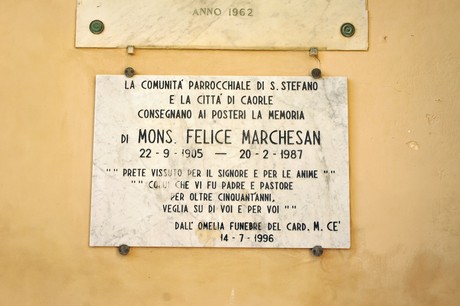 ANNO 1962
LA COMUNITÀ PARROCCHIALE DI S. STEFANO
E LA CITTÀ DI CAORLE
CONSEGNANO AI POSTERI LA MEMORIA
DI MONS. FELICE MARCHESAN
22-9-1905 — 20-2-1987
"" PRETE VISSUTO PER IL SIGNORE E PER LE ANIME ""
"" COLUI CHE VI FU PADRE E PASTORE
PER OLTRE CINQUANT'ANNI,
VEGLIA SU DI VOI E PER VOI ""
DALL'OMELIA FUNEBRE DEL CARD. M. CE'
14-7-1996